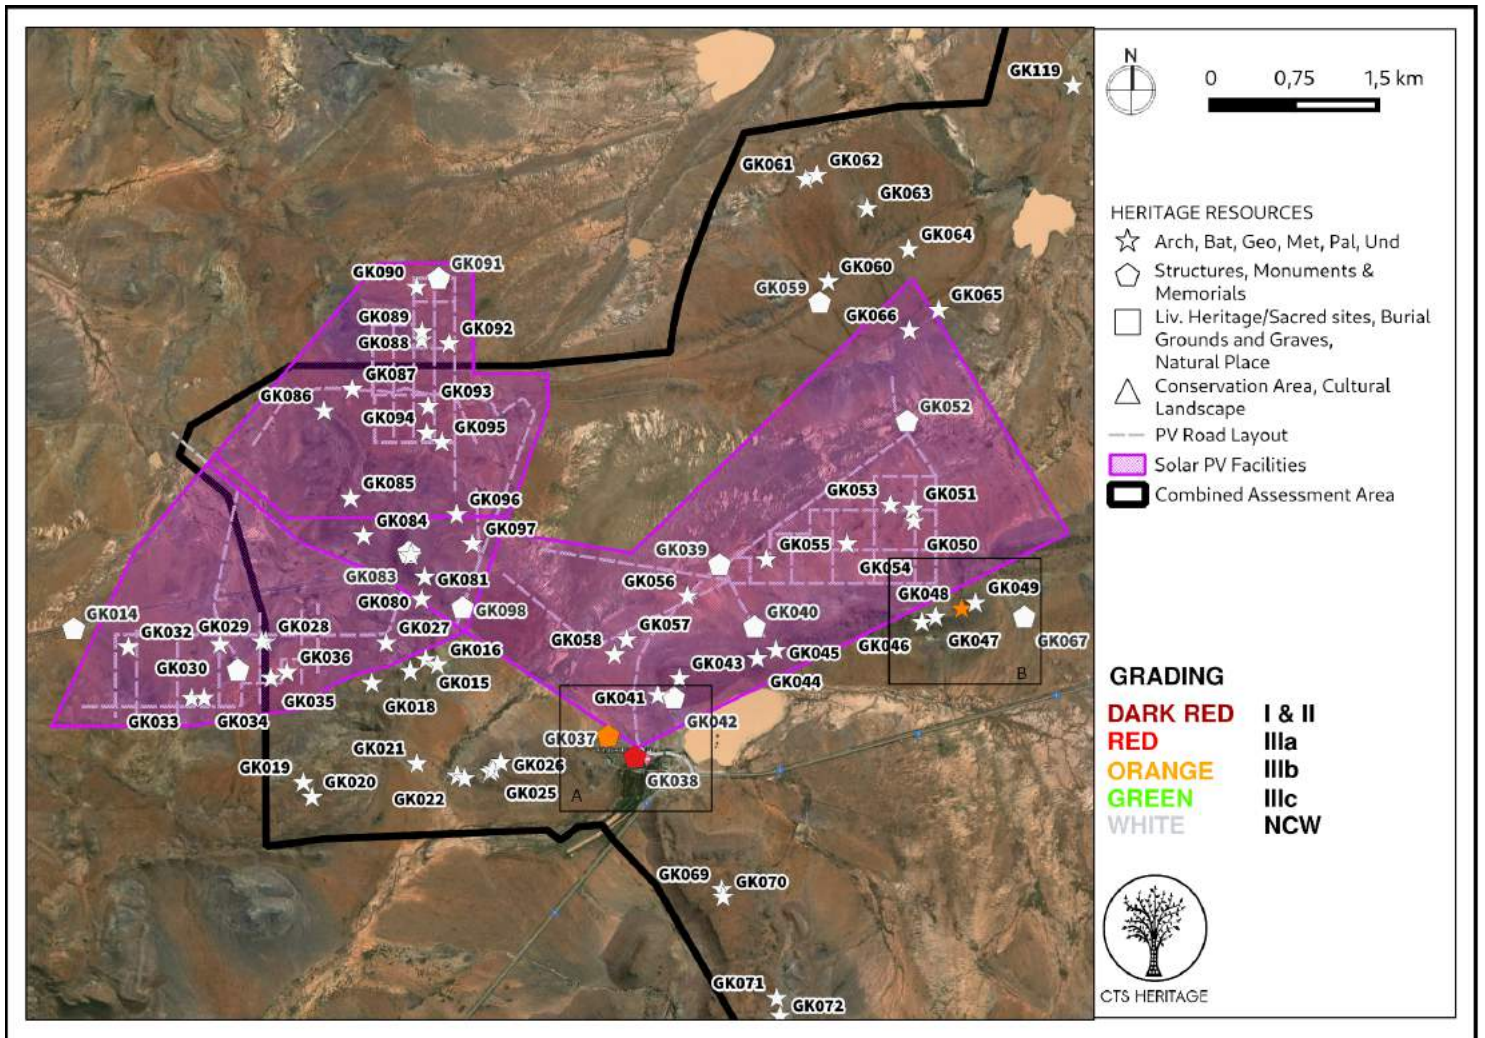 GK119
GK061
GK062
GK063
GK064
GK060
GK059
GK065
GK066
GK090
GK091
GK089
GK088
GK092
GK087
GK086
GK093
GK094
GK095
GK052
GK085
GK096
GK053
GK051
GK084
GK097
GK050
GK039
GK055
GK054
GK083
GK081
GK056
GK080
GK098
GK048
GK049
GK014
GK040
GK032
GK029
GK028
GK027
GK058
GK057
GK046
GK047
GK067
GK030
GK036
GK016
GK043
GK045
B
GK015
GK044
GK035
GK018
GK041
GK033
GK034
GK042
GK037
GK021
GK026
GK019
GK020
GK038
GK022
GK025
A
GK069
GK070
GK071
GK072
N
0 0,75 1,5 km
HERITAGE RESOURCES
Arch, Bat, Geo, Met, Pal, Und
Structures, Monuments &
Memorials
Liv. Heritage/Sacred sites, Burial
Grounds and Graves,
Natural Place
Conservation Area, Cultural
Landscape
PV Road Layout
Solar PV Facilities
Combined Assessment Area
GRADING
DARK RED I & II
RED IIIa
ORANGE IIIb
GREEN IIIc
WHITE NCW
CTS HERITAGE